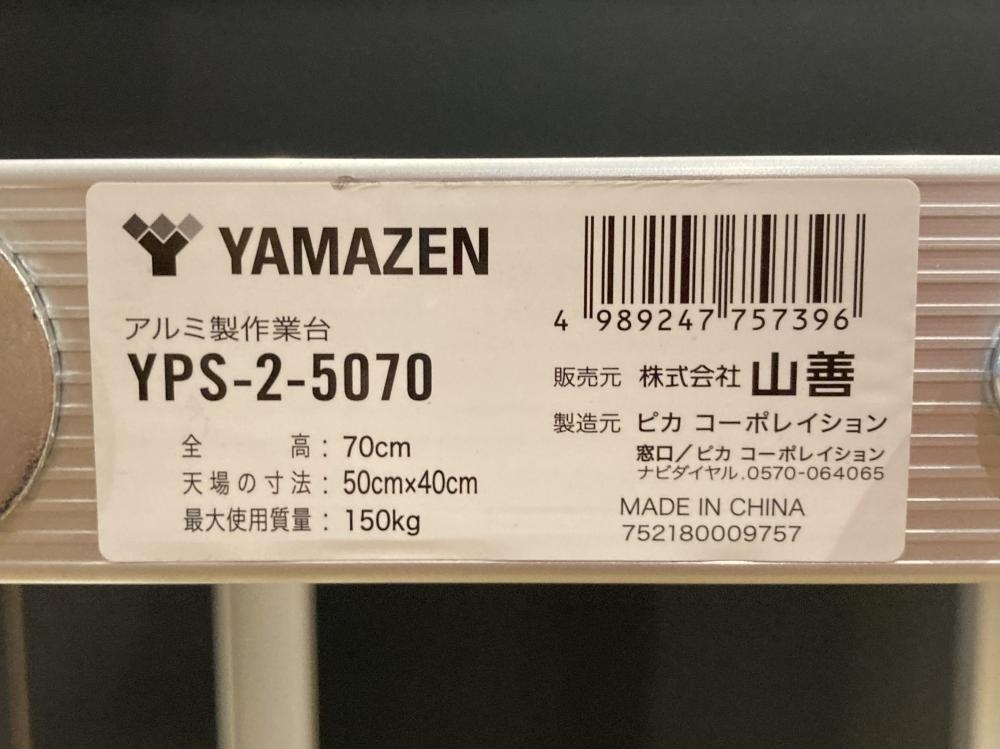 YAMAZEN
アルミ製作業台
YPS-2-5070
全高：70cm
天場の寸法：50cm×40cm
最大使用質量：150kg
4 989247 757396
販売元 株式会社 山善
製造元 ピカ コーポレイション
窓口/ピカ コーポレイション
ナビダイヤル.0570-064065
MADE IN CHINA
752180009757